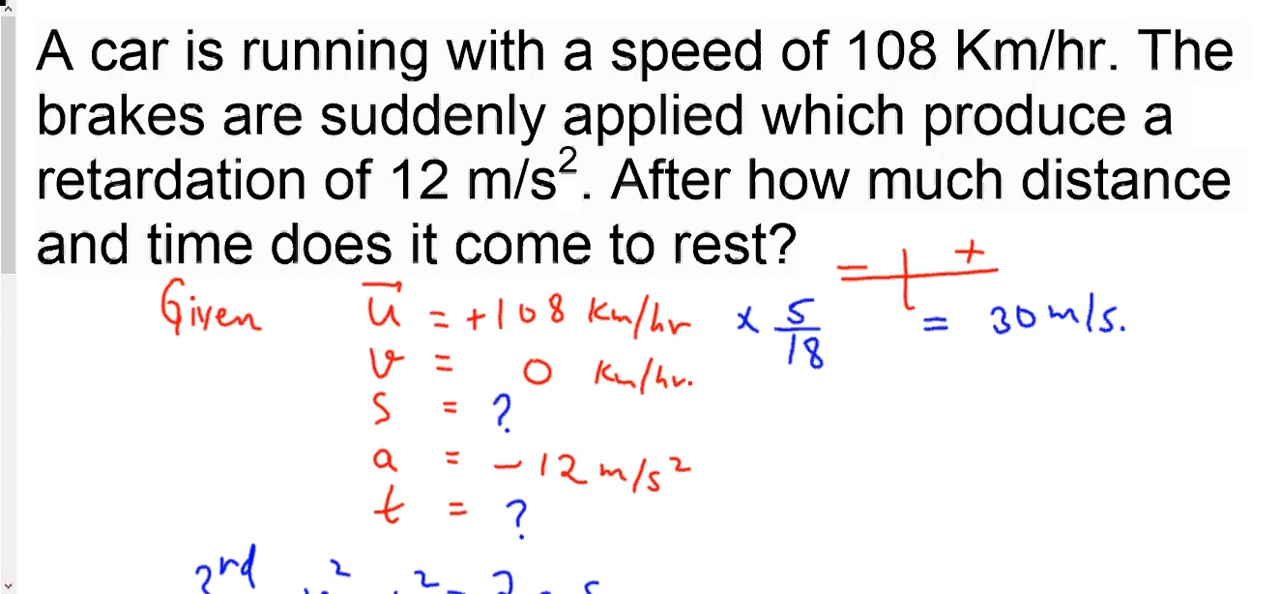 A car is running with a speed of 108 Km/hr. The
brakes are suddenly applied which produce a
retardation of 12 m/s². After how much distance
and time does it come to rest?
− +
Given u⃗ = +108 Km/hr × 5/18 = 30 m/s.
v = 0 Km/hr.
s = ?
a = −12 m/s²
t = ?
3rd